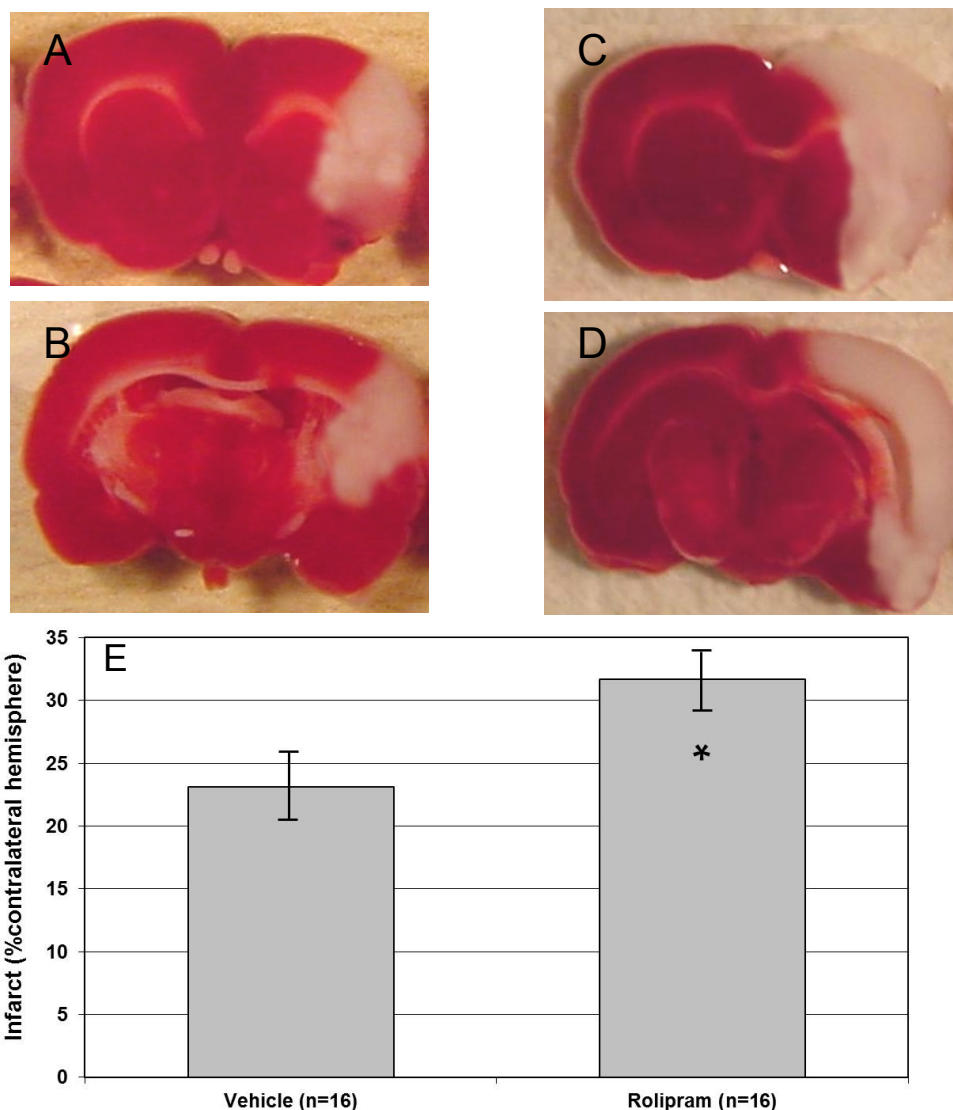 A
C
B
D
E
35
30
25
20
15
10
5
0
Infarct (%contralateral hemisphere)
*
Vehicle (n=16)
Rolipram (n=16)